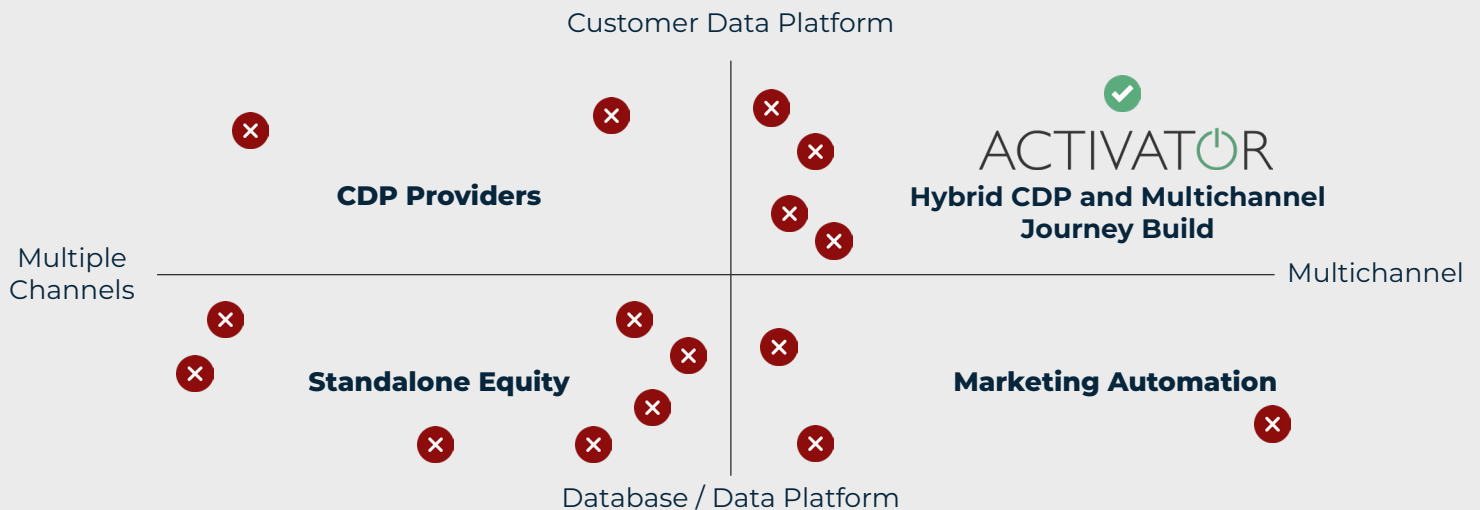 Customer Data Platform
ACTIVATOR
CDP Providers
Hybrid CDP and Multichannel
Journey Build
Multiple
Channels
Multichannel
Standalone Equity
Marketing Automation
Database / Data Platform